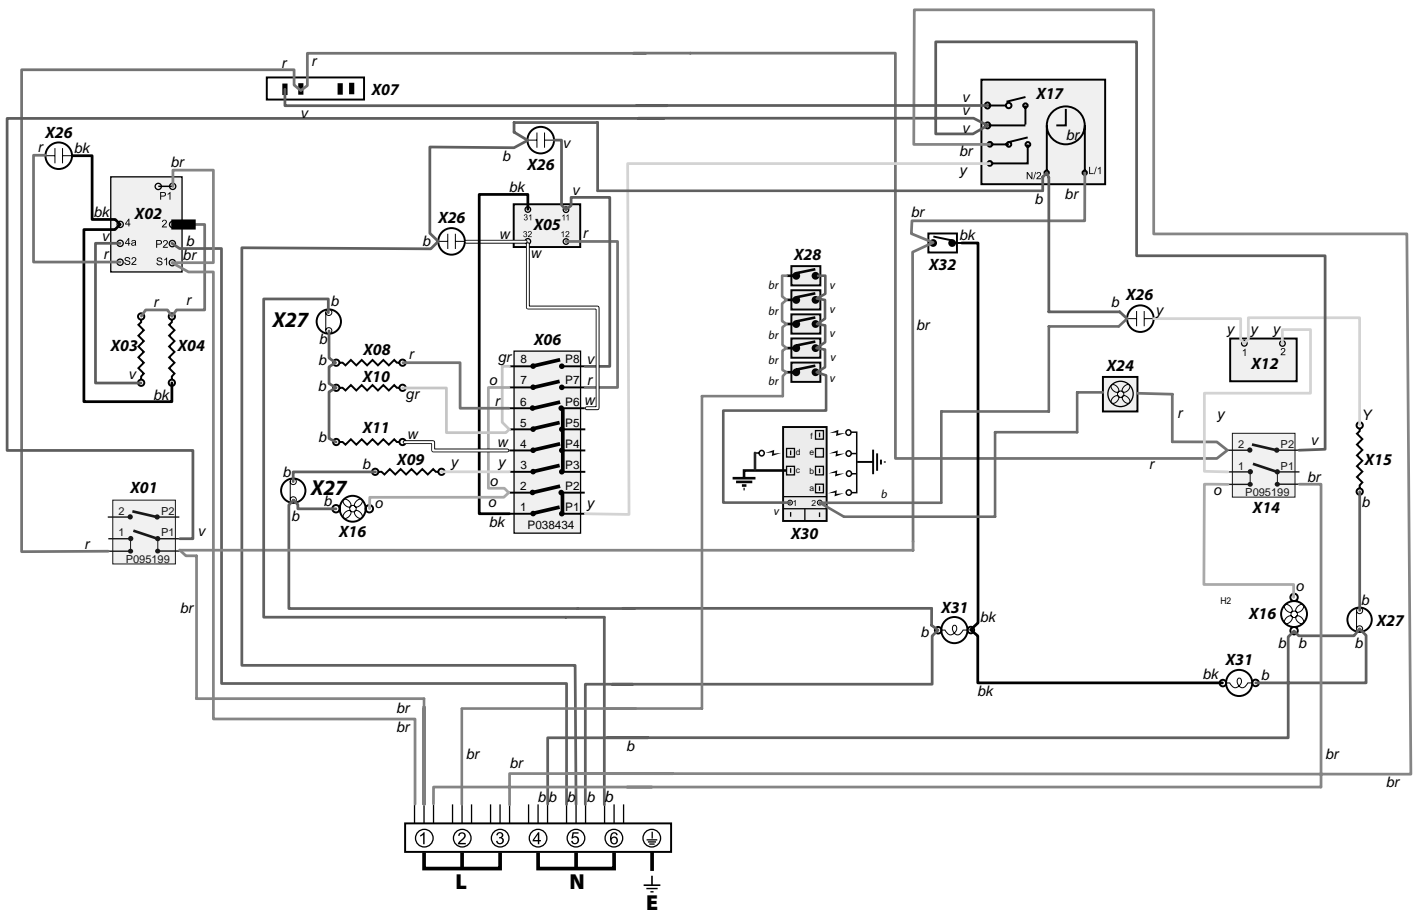 r
r
X07
v
X26
r
bk
br
P1
bk
4
X02
2
v
4a
P2
b
r
S2
S1
br
r
r
X03
X04
v
bk
X01
2
P2
1
P1
v
r
P095199
br
b
X26
v
bk
v
31
11
X05
X26
b
w
32
12
r
w
b
X27
b
X06
b
X08
r
gr
8
P8
v
b
X10
gr
o
7
P7
r
r
6
P6
w
5
P5
b
X11
w
w
4
P4
b
b
X09
y
y
3
P3
X27
b
b
X16
o
o
2
P2
o
bk
1
P1
y
P038434
X17
v
v
v
br
y
br
N/2
L/1
b
br
br
bk
X32
br
X28
br
v
br
v
br
v
br
v
br
v
f
d
e
c
b
a
1
2
v
X30
b
X24
r
r
b
X26
y
y
y
y
1
2
X12
y
2
P2
v
1
P1
br
o
P095199
X14
Y
X15
b
H2
o
X16
b
b
b
X27
X31
b
bk
bk
X31
bk
b
br
br
br
br
b
b
b
b
b
b
br
br
1
2
3
4
5
6
L
N
E